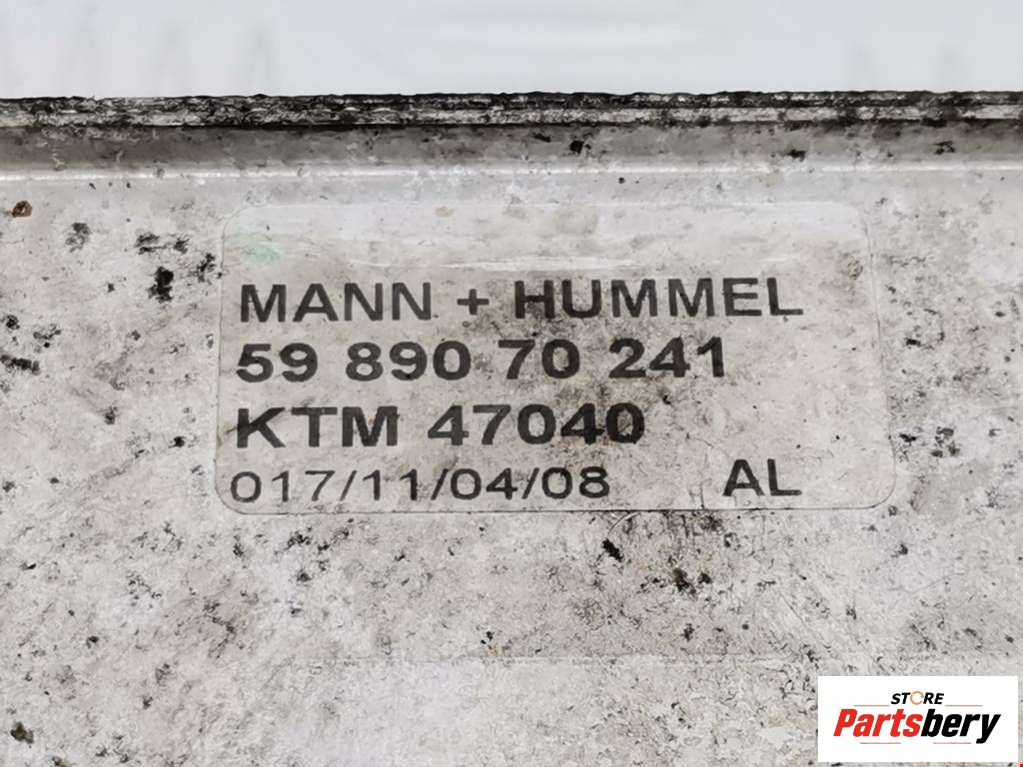 MANN + HUMMEL
59 890 70 241
KTM 47040
017/11/04/08 AL
STORE
Partsbery